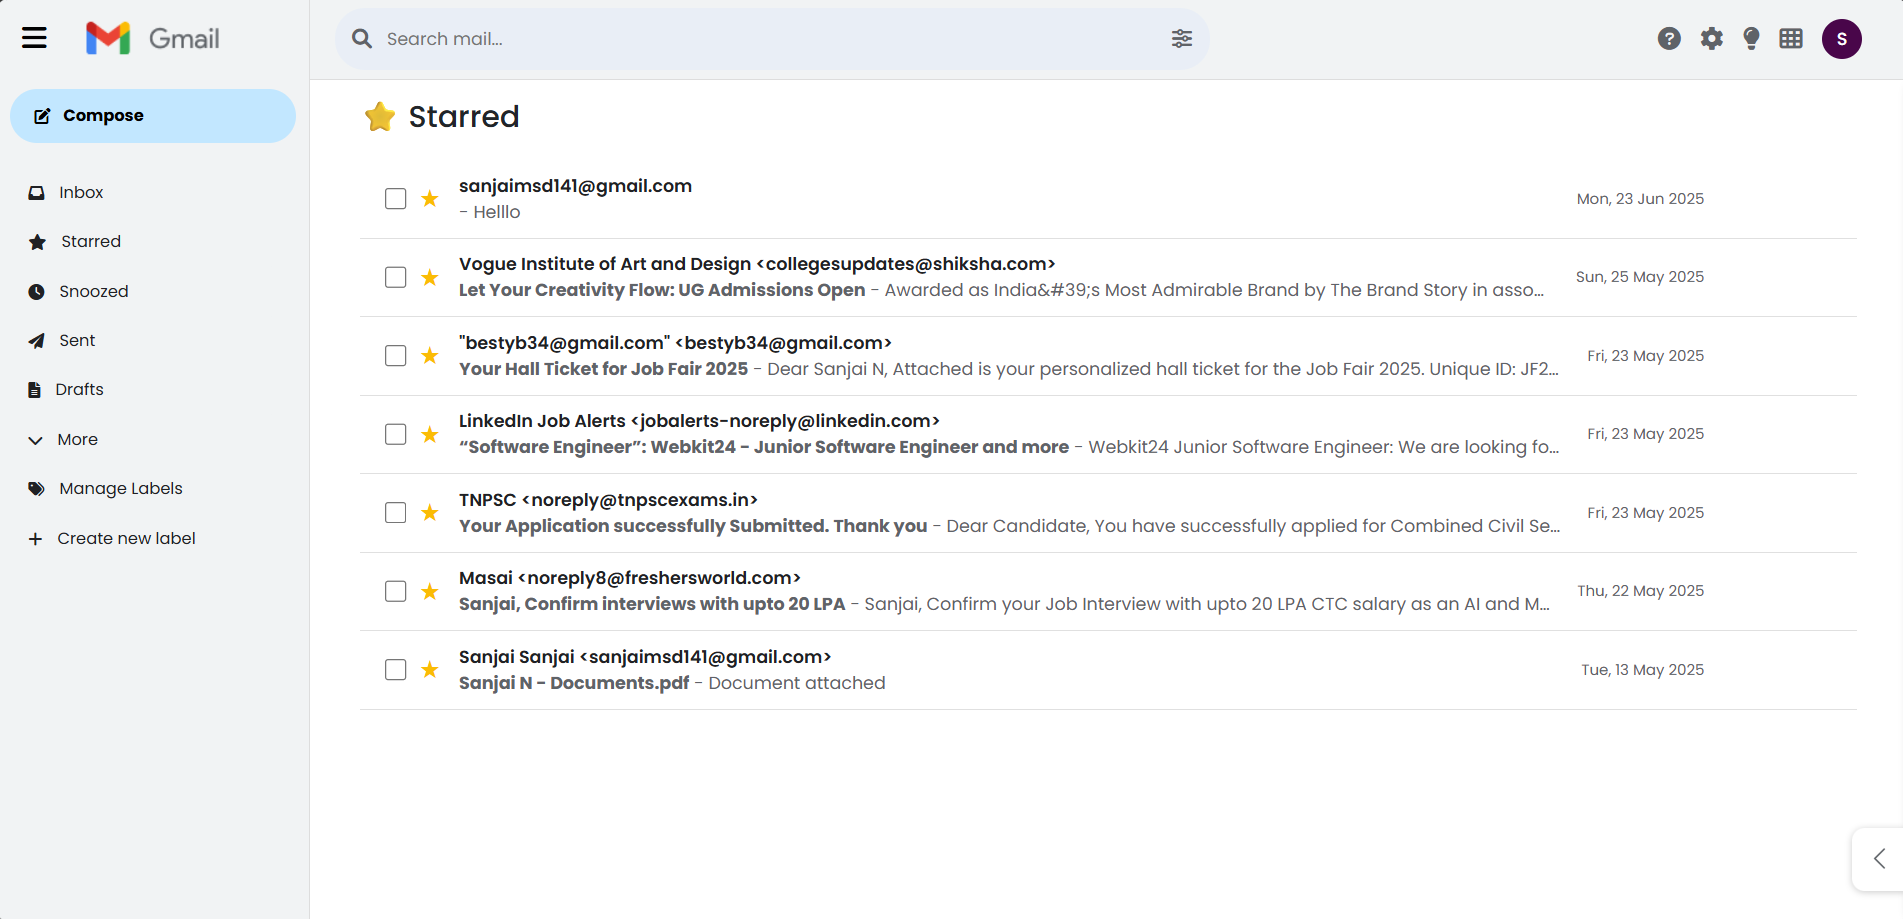 Gmail
Search mail...
S
Compose
Starred
Inbox
Starred
Snoozed
Sent
Drafts
More
Manage Labels
Create new label
sanjaimsd141@gmail.com
- Helllo
Mon, 23 Jun 2025
Vogue Institute of Art and Design <collegesupdates@shiksha.com>
Let Your Creativity Flow: UG Admissions Open - Awarded as India&#39;s Most Admirable Brand by The Brand Story in asso...
Sun, 25 May 2025
"bestyb34@gmail.com" <bestyb34@gmail.com>
Your Hall Ticket for Job Fair 2025 - Dear Sanjai N, Attached is your personalized hall ticket for the Job Fair 2025. Unique ID: JF2...
Fri, 23 May 2025
LinkedIn Job Alerts <jobalerts-noreply@linkedin.com>
“Software Engineer”: Webkit24 - Junior Software Engineer and more - Webkit24 Junior Software Engineer: We are looking fo...
Fri, 23 May 2025
TNPSC <noreply@tnpscexams.in>
Your Application successfully Submitted. Thank you - Dear Candidate, You have successfully applied for Combined Civil Se...
Fri, 23 May 2025
Masai <noreply8@freshersworld.com>
Sanjai, Confirm interviews with upto 20 LPA - Sanjai, Confirm your Job Interview with upto 20 LPA CTC salary as an AI and M...
Thu, 22 May 2025
Sanjai Sanjai <sanjaimsd141@gmail.com>
Sanjai N - Documents.pdf - Document attached
Tue, 13 May 2025